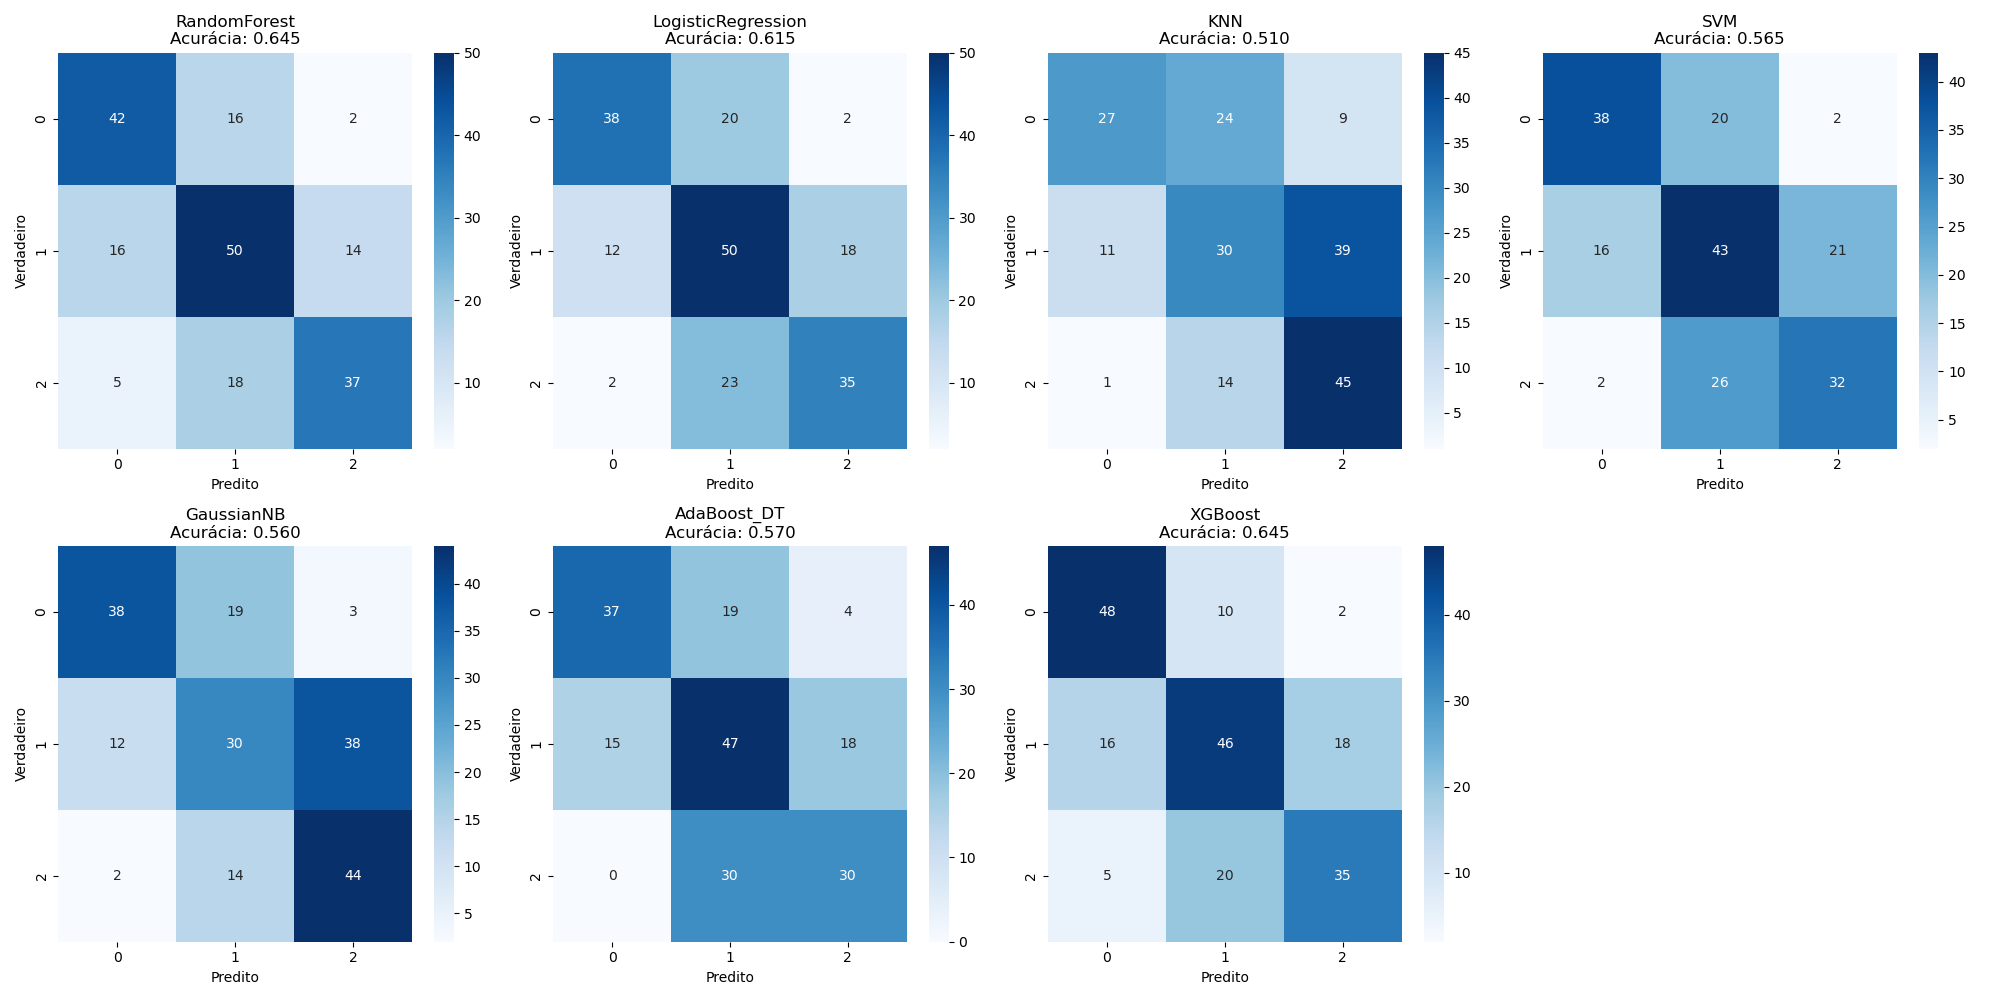 RandomForest
Acurácia: 0.645
0 42 16 2
1 16 50 14
2 5 18 37
0 1 2
Verdadeiro
Predito
50
40
30
20
10
LogisticRegression
Acurácia: 0.615
0 38 20 2
1 12 50 18
2 2 23 35
0 1 2
Verdadeiro
Predito
50
40
30
20
10
KNN
Acurácia: 0.510
0 27 24 9
1 11 30 39
2 1 14 45
0 1 2
Verdadeiro
Predito
45
40
35
30
25
20
15
10
5
SVM
Acurácia: 0.565
0 38 20 2
1 16 43 21
2 2 26 32
0 1 2
Verdadeiro
Predito
40
35
30
25
20
15
10
5
GaussianNB
Acurácia: 0.560
0 38 19 3
1 12 30 38
2 2 14 44
0 1 2
Verdadeiro
Predito
40
35
30
25
20
15
10
5
AdaBoost_DT
Acurácia: 0.570
0 37 19 4
1 15 47 18
2 0 30 30
0 1 2
Verdadeiro
Predito
40
30
20
10
0
XGBoost
Acurácia: 0.645
0 48 10 2
1 16 46 18
2 5 20 35
0 1 2
Verdadeiro
Predito
40
30
20
10